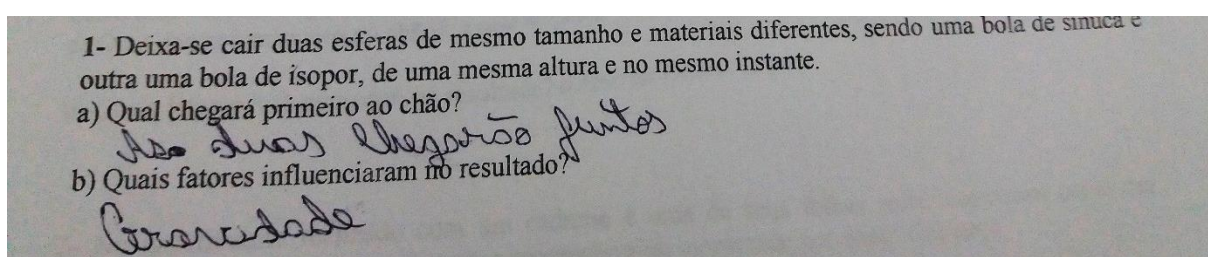 1- Deixa-se cair duas esferas de mesmo tamanho e materiais diferentes, sendo uma bola de sinuca e
outra uma bola de isopor, de uma mesma altura e no mesmo instante.
a) Qual chegará primeiro ao chão?
As duas chegarão juntos
b) Quais fatores influenciaram no resultado?
Gravidade